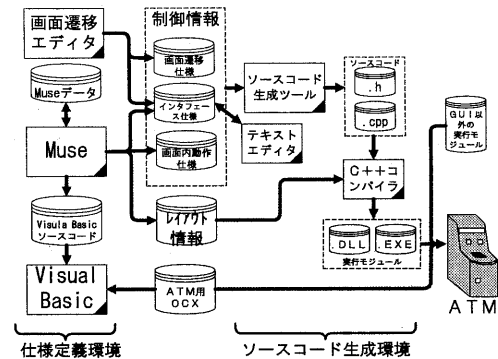 画面遷移
エディタ
制御情報
画面遷移
仕様
Museデータ
インタフェー
ス仕様
ソースコード
生成ツール
ソースコード
.h
.cpp
テキスト
エディタ
GUI以
外の実行モ
ジュール
Muse
画面内動作
仕様
C++コン
パイラ
Visula Basic
ソースコード
レイアウト
情報
.DLL
.EXE
実行モジュール
Visual
Basic
ATM用
OCX
ATM
仕様定義環境
ソースコード生成環境